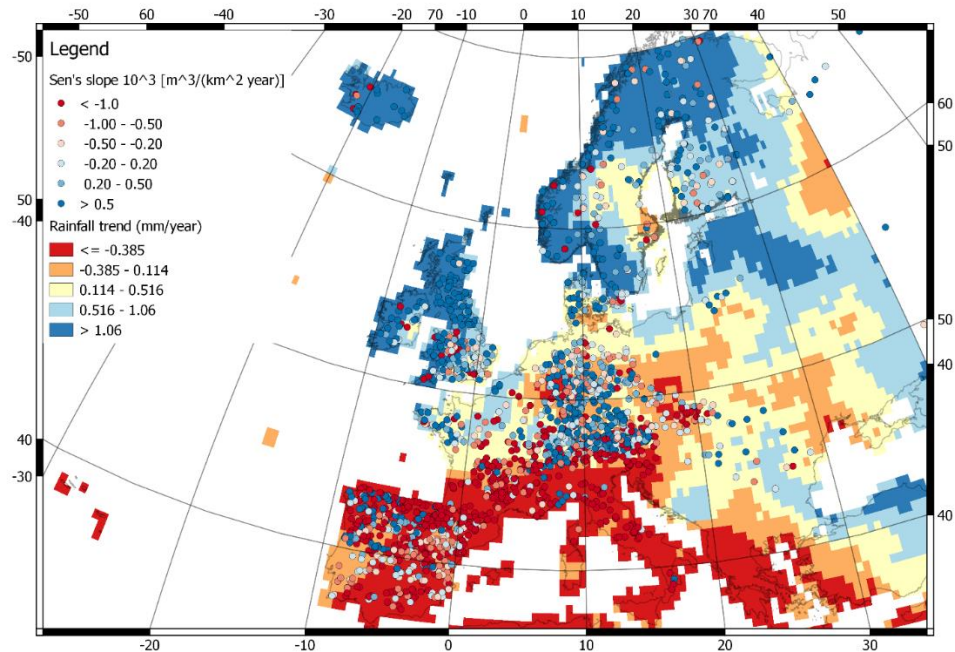 -50 -40 -30 -20 70 -10 0 10 20 30 70 40 50
-50
Legend
Sen's slope 10^3 [m^3/(km^2 year)]
< -1.0
-1.00 - -0.50
-0.50 - -0.20
-0.20 - 0.20
0.20 - 0.50
> 0.5
Rainfall trend (mm/year)
<= -0.385
-0.385 - 0.114
0.114 - 0.516
0.516 - 1.06
> 1.06
60
50
50
-40
50
40
40
-30
40
-20 -10 0 10 20 30